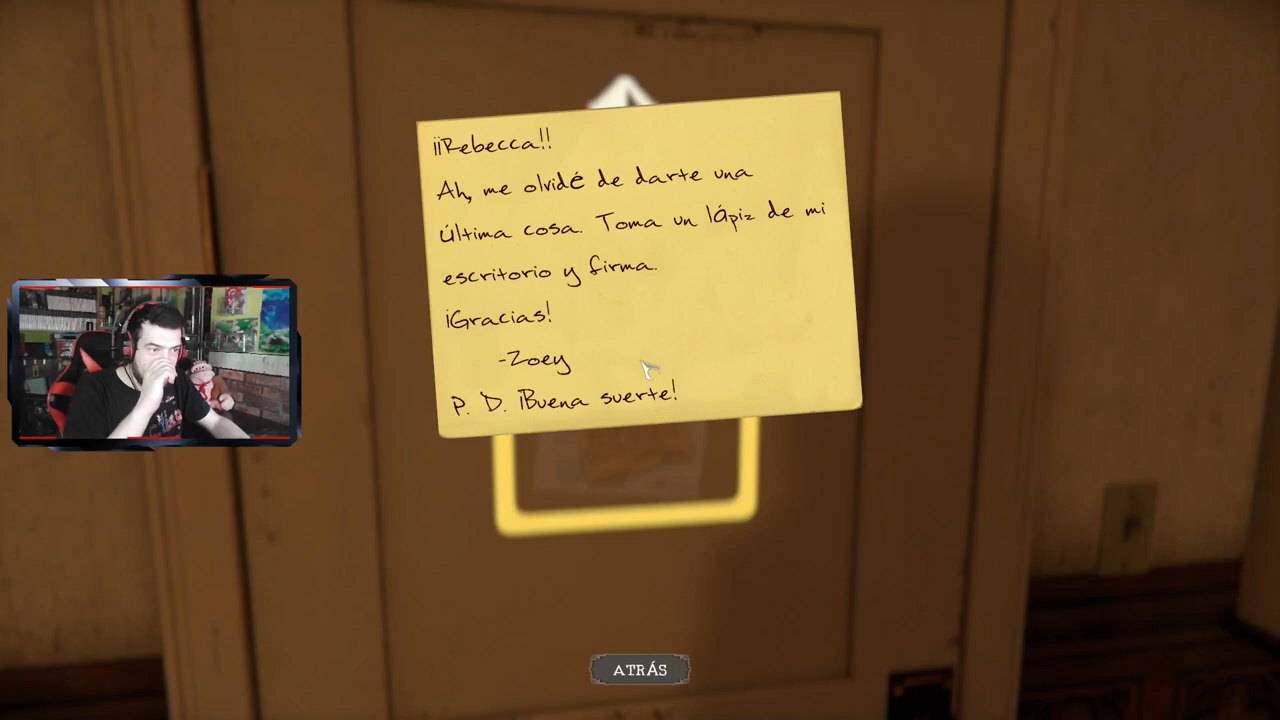 ¡¡Rebecca!!
Ah, me olvidé de darte una
última cosa. Toma un lápiz de mi
escritorio y firma.
¡Gracias!
-Zoey
P. D. ¡Buena suerte!
ATRÁS